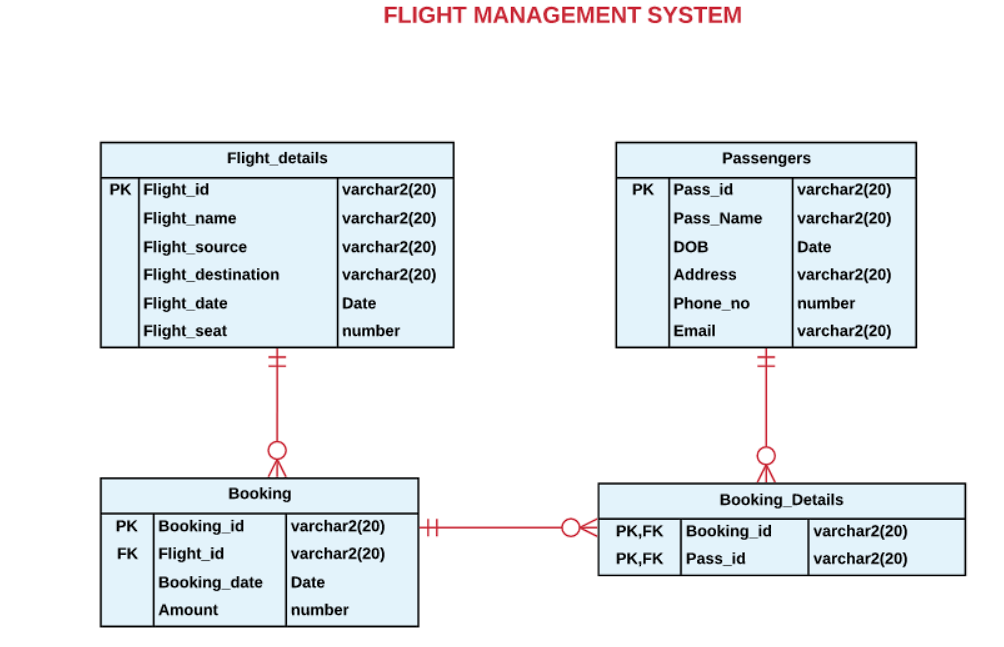 FLIGHT MANAGEMENT SYSTEM
Flight_details
PK Flight_id varchar2(20)
Flight_name varchar2(20)
Flight_source varchar2(20)
Flight_destination varchar2(20)
Flight_date Date
Flight_seat number
Passengers
PK Pass_id varchar2(20)
Pass_Name varchar2(20)
DOB Date
Address varchar2(20)
Phone_no number
Email varchar2(20)
Booking
PK Booking_id varchar2(20)
FK Flight_id varchar2(20)
Booking_date Date
Amount number
Booking_Details
PK,FK Booking_id varchar2(20)
PK,FK Pass_id varchar2(20)